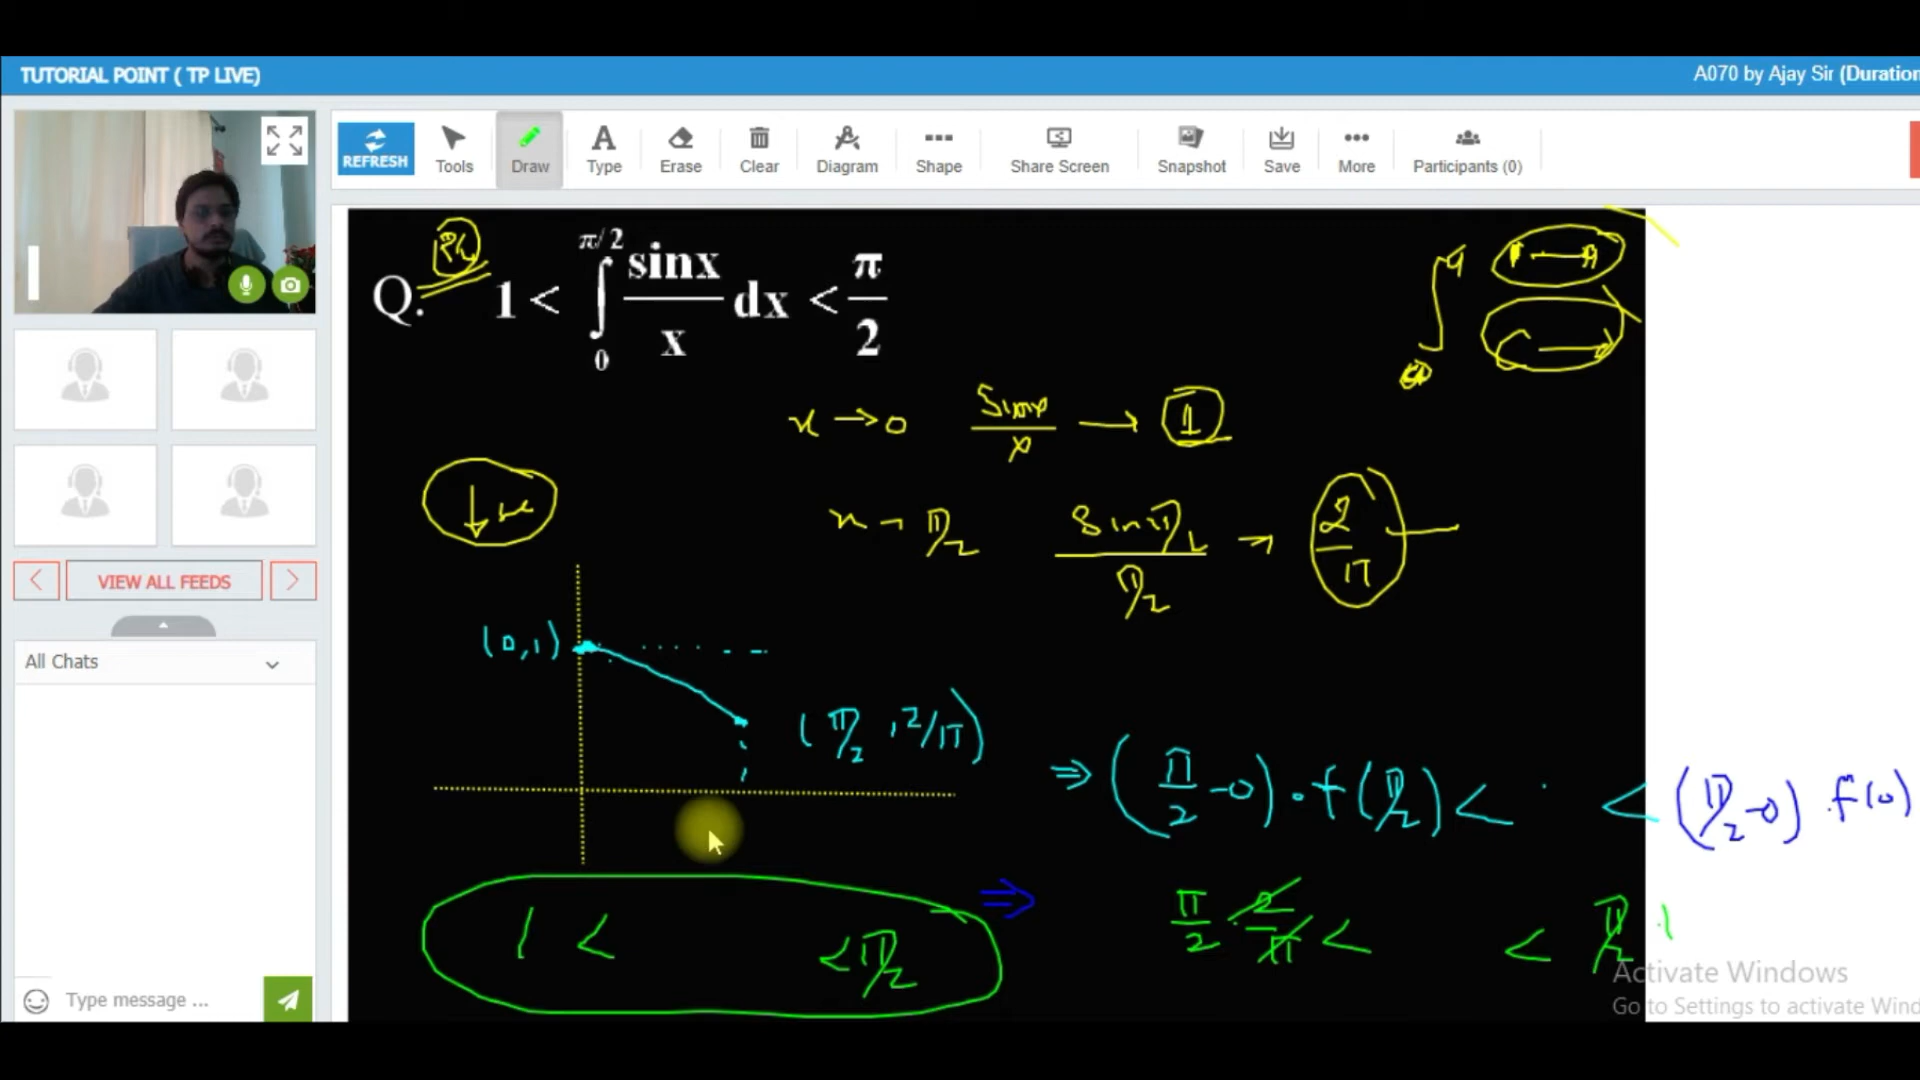 TUTORIAL POINT ( TP LIVE)
A070 by Ajay Sir (Duration
REFRESH
Tools
Draw
Type
Erase
Clear
Diagram
Shape
Share Screen
Snapshot
Save
More
Participants (0)
Q. 1 < ∫₀^{π/2} sinx/x dx < π/2
x → 0 sinx/x → 1
x → π/2 sin π/2 / π/2 → 2/π
VIEW ALL FEEDS
(0,1)
All Chats
(π/2 , 2/π)
⇒ (π/2 - 0) . f(π/2) < < (π/2 - 0) . f(0)
⇒ π/2 . 2/π < < π/2 . 1
1 < < π/2
Activate Windows
Go to Settings to activate Wind
Type message ...